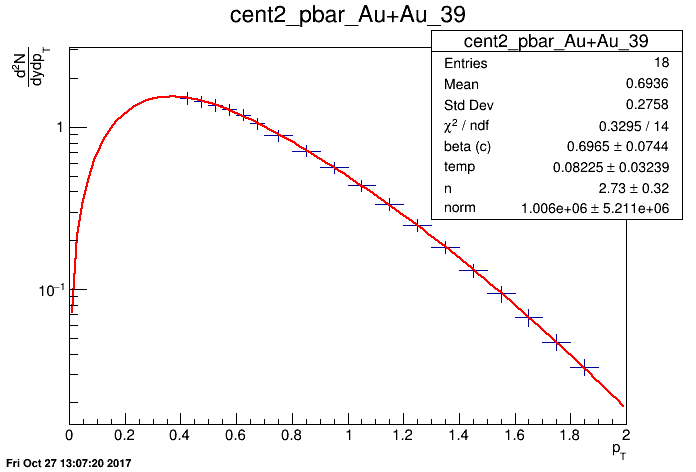 cent2_pbar_Au+Au_39
cent2_pbar_Au+Au_39
Entries 18
Mean 0.6936
Std Dev 0.2758
χ² / ndf 0.3295 / 14
beta (c) 0.6965 ± 0.0744
temp 0.08225 ± 0.03239
n 2.73 ± 0.32
norm 1.006e+06 ± 5.211e+06
d²N
dydp_T
1
10⁻¹
0 0.2 0.4 0.6 0.8 1 1.2 1.4 1.6 1.8 2
p_T
Fri Oct 27 13:07:20 2017